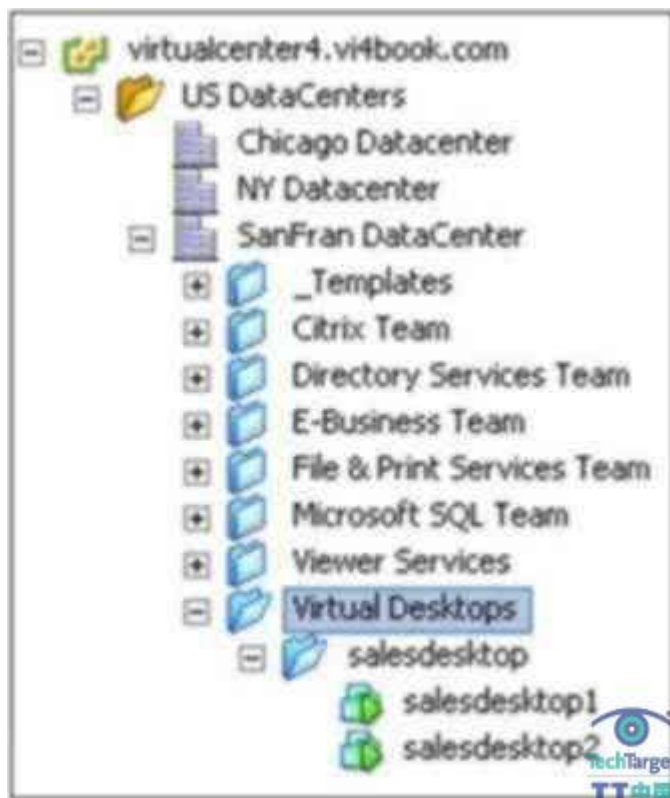 virtualcenter4.vi4book.com
US DataCenters
Chicago Datacenter
NY Datacenter
SanFran DataCenter
_Templates
Citrix Team
Directory Services Team
E-Business Team
File & Print Services Team
Microsoft SQL Team
Viewer Services
Virtual Desktops
salesdesktop
salesdesktop1
salesdesktop2
TechTarge